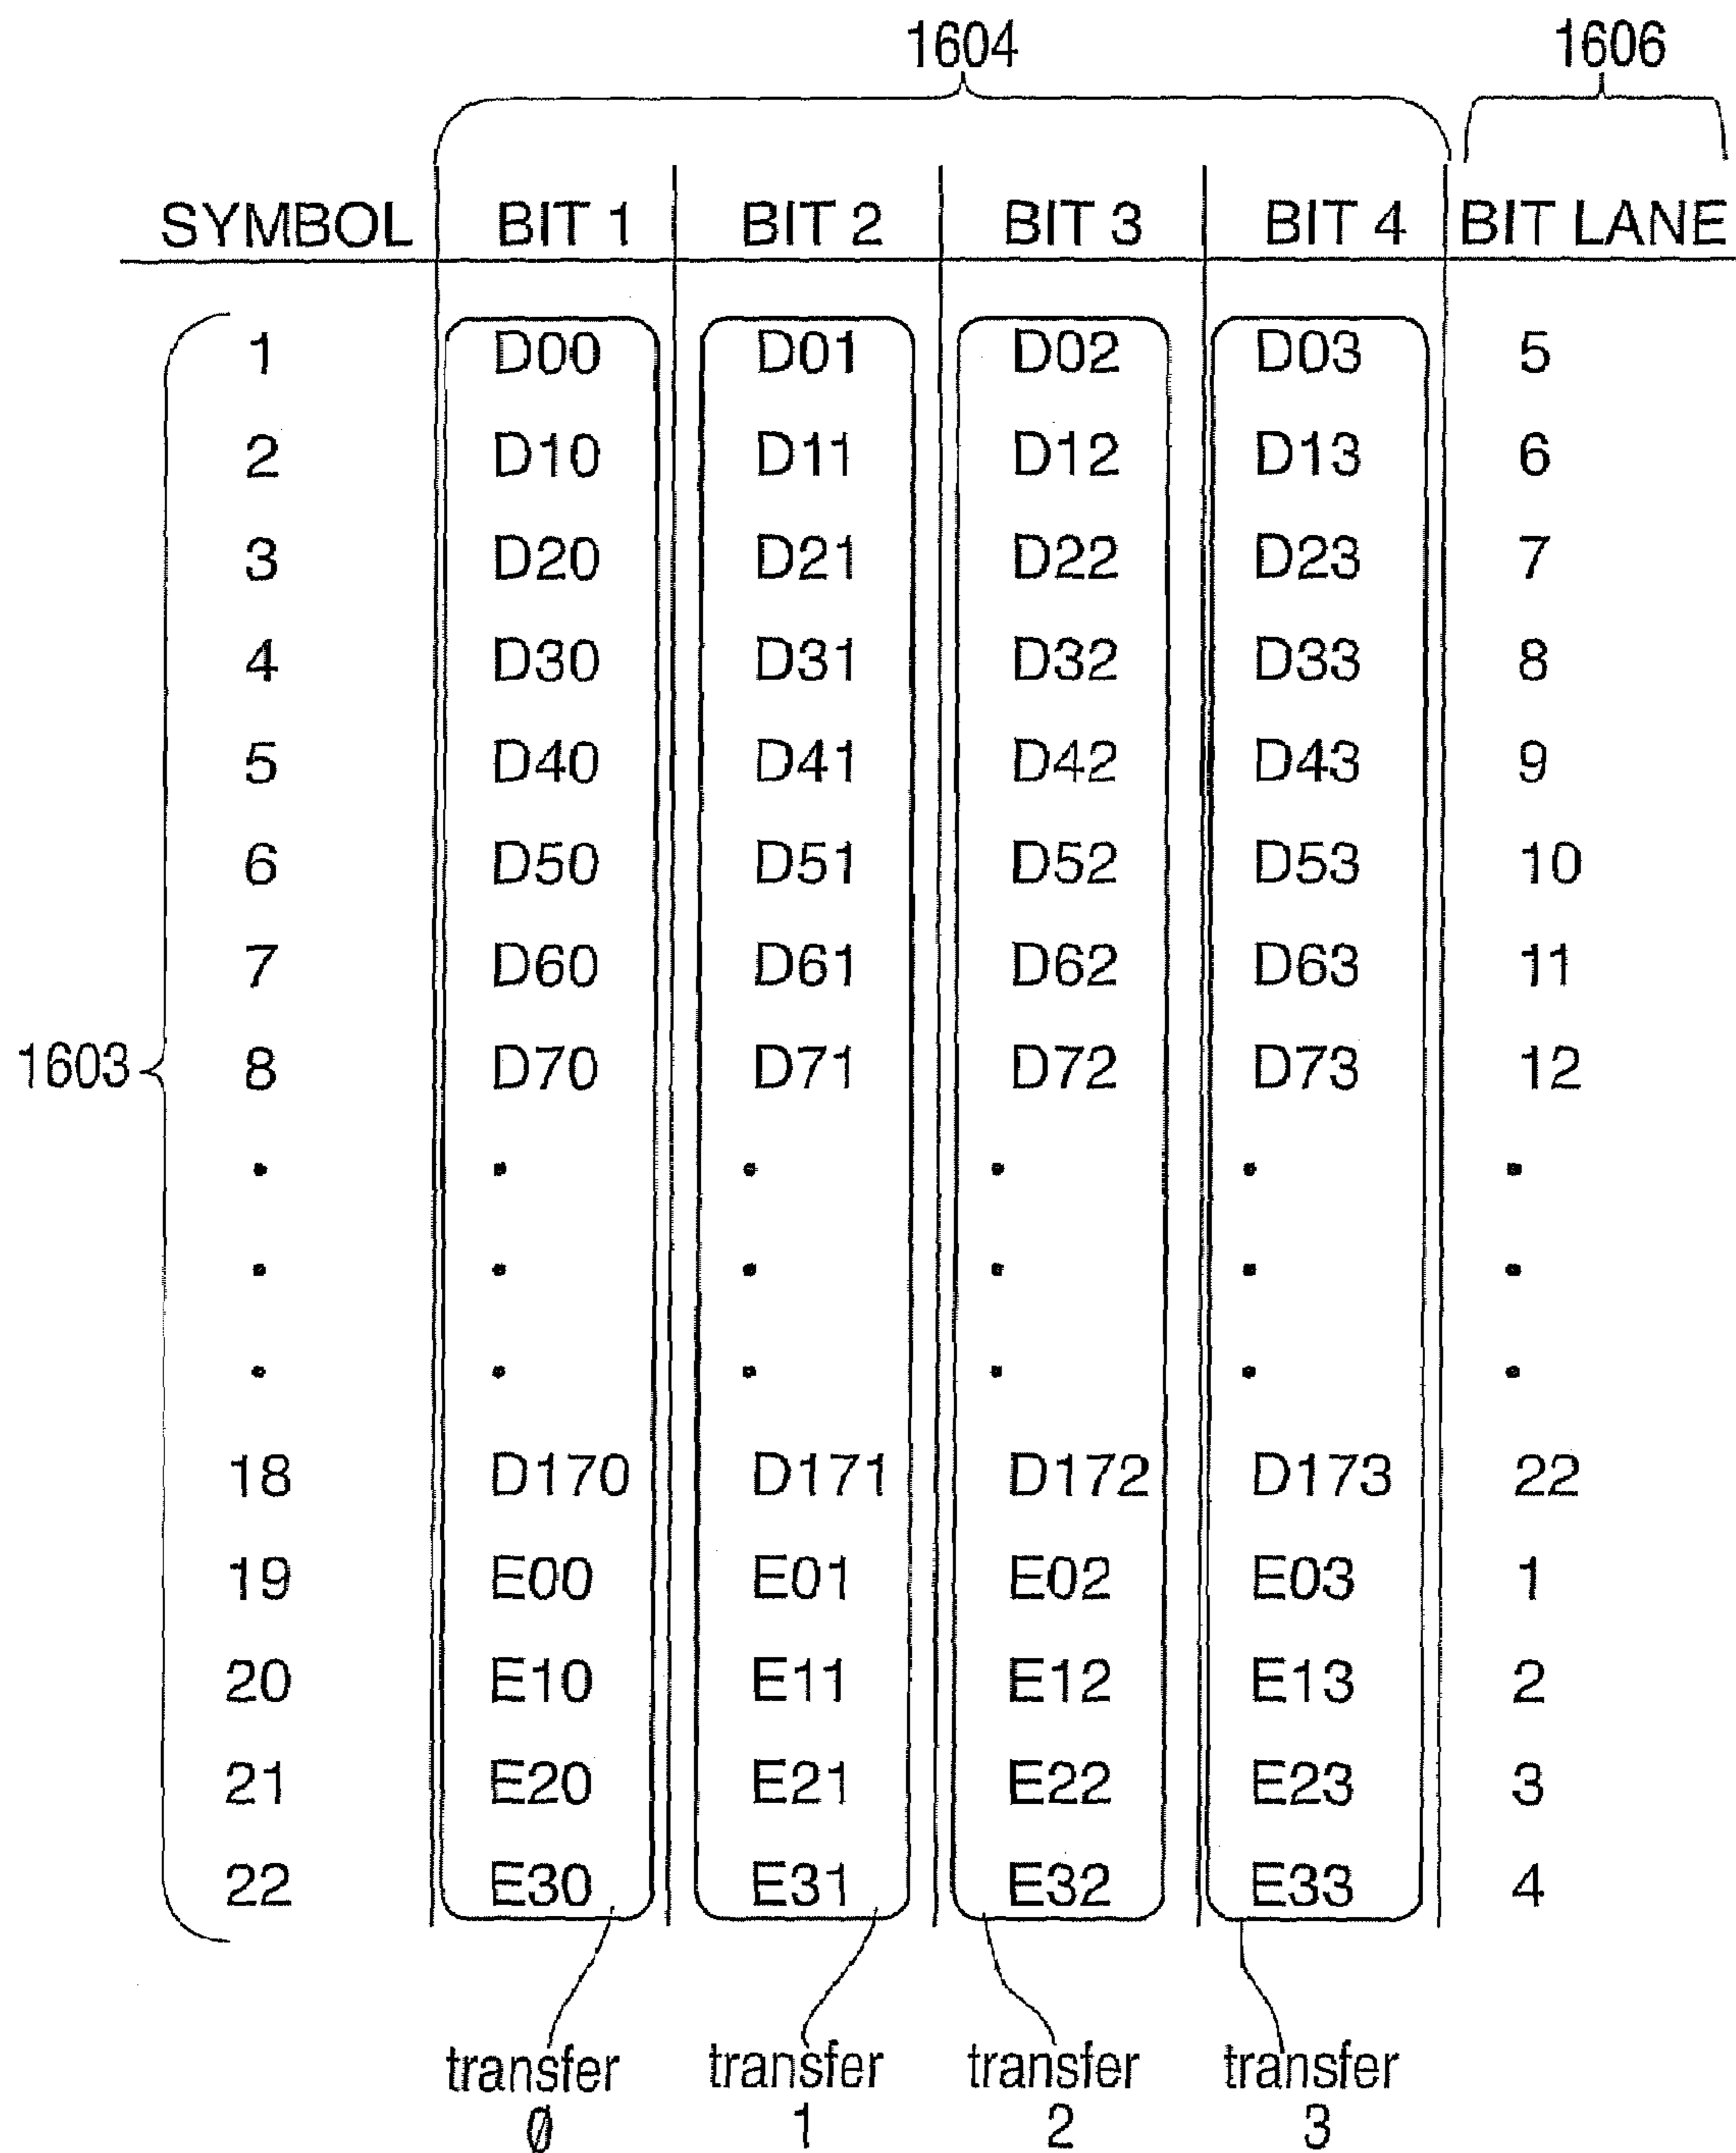 1604 1606
SYMBOL BIT 1 BIT 2 BIT 3 BIT 4 BIT LANE
1 D00 D01 D02 D03 5
2 D10 D11 D12 D13 6
3 D20 D21 D22 D23 7
4 D30 D31 D32 D33 8
5 D40 D41 D42 D43 9
6 D50 D51 D52 D53 10
7 D60 D61 D62 D63 11
1603 8 D70 D71 D72 D73 12
. . . . . .
. . . . . .
. . . . . .
18 D170 D171 D172 D173 22
19 E00 E01 E02 E03 1
20 E10 E11 E12 E13 2
21 E20 E21 E22 E23 3
22 E30 E31 E32 E33 4
transfer transfer transfer transfer
0 1 2 3